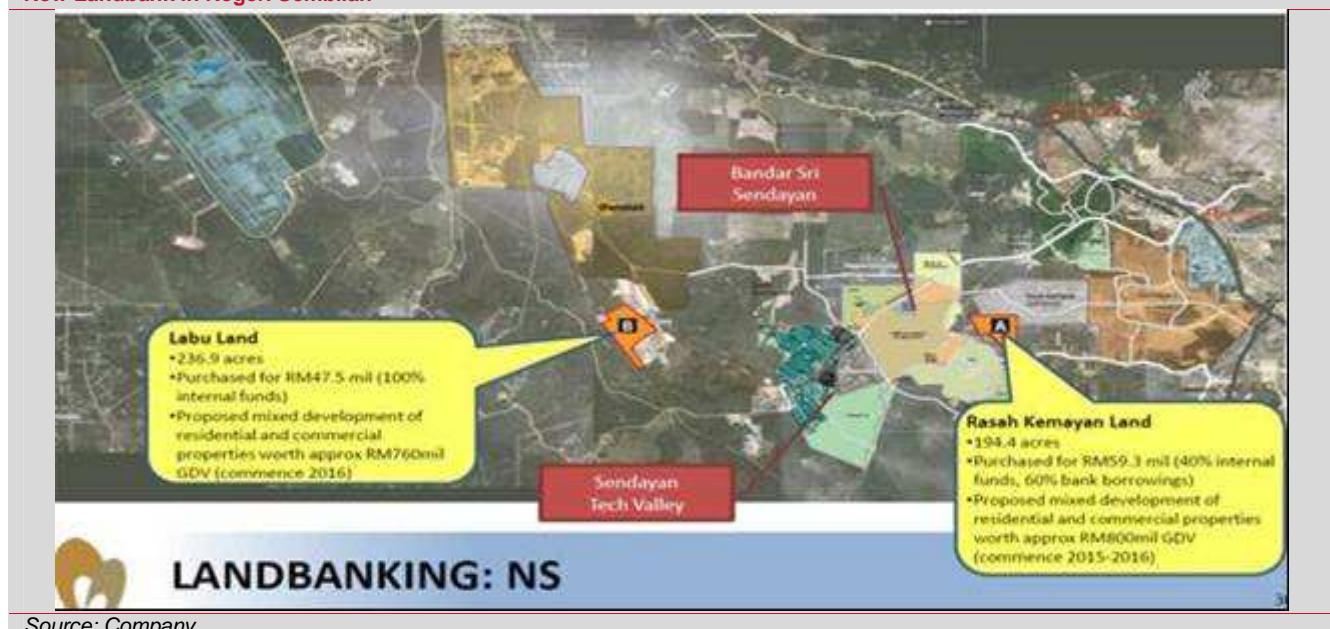 New Landbank in Negeri Sembilan
Bandar Sri
Sendayan
B
A
Labu Land
•236.9 acres
•Purchased for RM47.5 mil (100%
internal funds)
•Proposed mixed development of
residential and commercial
properties worth approx RM760mil
GDV (commence 2016)
Rasah Kemayan Land
•194.4 acres
•Purchased for RM59.3 mil (40% internal
funds, 60% bank borrowings)
•Proposed mixed development of
residential and commercial properties
worth approx RM800mil GDV
(commence 2015-2016)
Sendayan
Tech Valley
LANDBANKING: NS
Source: Company